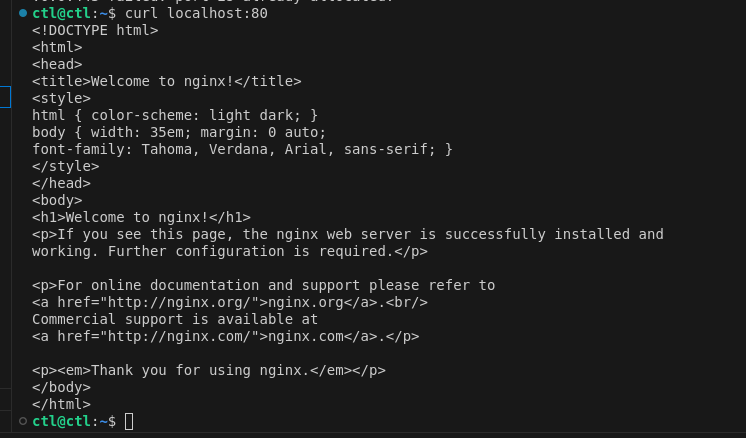 ctl@ctl:~$ curl localhost:80
<!DOCTYPE html>
<html>
<head>
<title>Welcome to nginx!</title>
<style>
html { color-scheme: light dark; }
body { width: 35em; margin: 0 auto;
font-family: Tahoma, Verdana, Arial, sans-serif; }
</style>
</head>
<body>
<h1>Welcome to nginx!</h1>
<p>If you see this page, the nginx web server is successfully installed and
working. Further configuration is required.</p>

<p>For online documentation and support please refer to
<a href="http://nginx.org/">nginx.org</a>.<br/>
Commercial support is available at
<a href="http://nginx.com/">nginx.com</a>.</p>

<p><em>Thank you for using nginx.</em></p>
</body>
</html>
ctl@ctl:~$